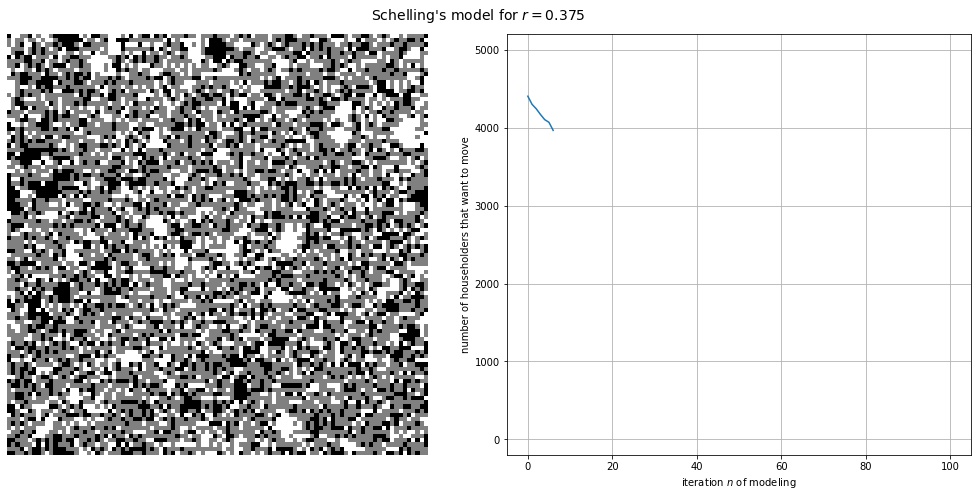 Schelling's model for r = 0.375
number of householders that want to move
5000
4000
3000
2000
1000
0
0 20 40 60 80 100
iteration n of modeling